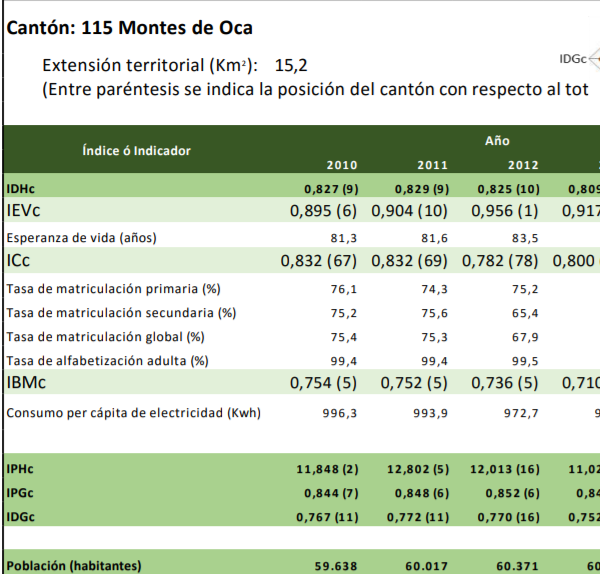 Cantón: 115 Montes de Oca
Extensión territorial (Km²): 15,2
IDGc
(Entre paréntesis se indica la posición del cantón con respecto al tot
Índice ó Indicador Año
2010 2011 2012
IDHc 0,827 (9) 0,829 (9) 0,825 (10) 0,809
IEVc 0,895 (6) 0,904 (10) 0,956 (1) 0,917
Esperanza de vida (años) 81,3 81,6 83,5
ICc 0,832 (67) 0,832 (69) 0,782 (78) 0,800
Tasa de matriculación primaria (%) 76,1 74,3 75,2
Tasa de matriculación secundaria (%) 75,2 75,6 65,4
Tasa de matriculación global (%) 75,4 75,3 67,9
Tasa de alfabetización adulta (%) 99,4 99,4 99,5
IBMc 0,754 (5) 0,752 (5) 0,736 (5) 0,710
Consumo per cápita de electricidad (Kwh) 996,3 993,9 972,7 9
IPHc 11,848 (2) 12,802 (5) 12,013 (16) 11,02
IPGc 0,844 (7) 0,848 (6) 0,852 (6) 0,84
IDGc 0,767 (11) 0,772 (11) 0,770 (16) 0,752
Población (habitantes) 59.638 60.017 60.371 60